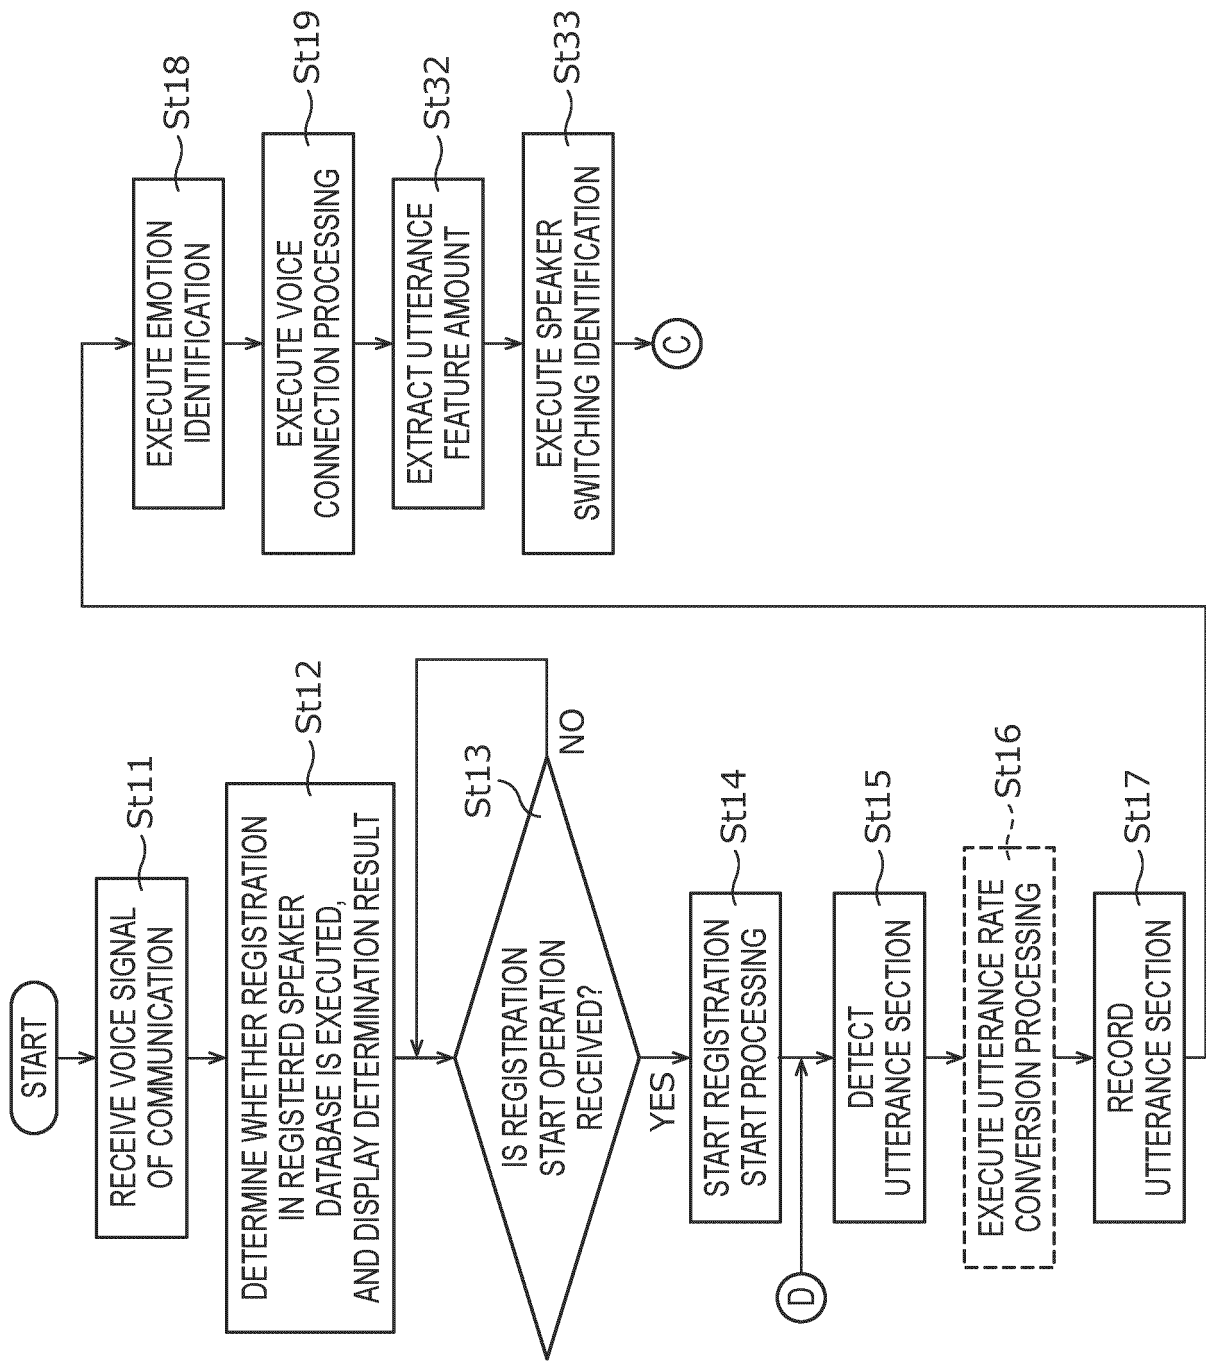 START
St11
RECEIVE VOICE SIGNAL
OF COMMUNICATION
St12
DETERMINE WHETHER REGISTRATION
IN REGISTERED SPEAKER
DATABASE IS EXECUTED,
AND DISPLAY DETERMINATION RESULT
St13
IS REGISTRATION
START OPERATION
RECEIVED?
NO
YES
St14
START REGISTRATION
START PROCESSING
D
St15
DETECT
UTTERANCE SECTION
St16
EXECUTE UTTERANCE RATE
CONVERSION PROCESSING
St17
RECORD
UTTERANCE SECTION
St18
EXECUTE EMOTION
IDENTIFICATION
St19
EXECUTE VOICE
CONNECTION PROCESSING
St32
EXTRACT UTTERANCE
FEATURE AMOUNT
St33
EXECUTE SPEAKER
SWITCHING IDENTIFICATION
C